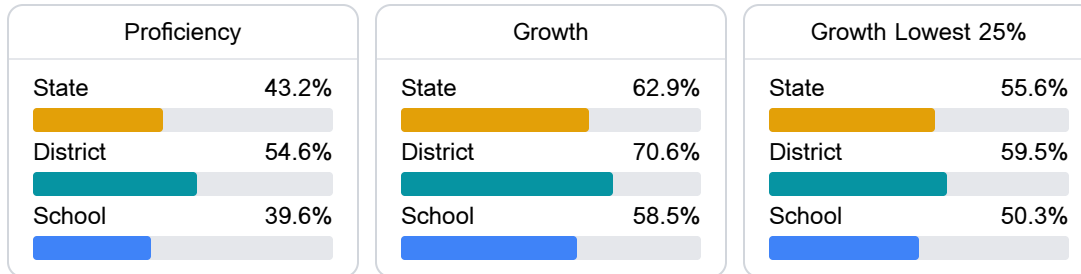 Proficiency
State 43.2%
District 54.6%
School 39.6%
Growth
State 62.9%
District 70.6%
School 58.5%
Growth Lowest 25%
State 55.6%
District 59.5%
School 50.3%